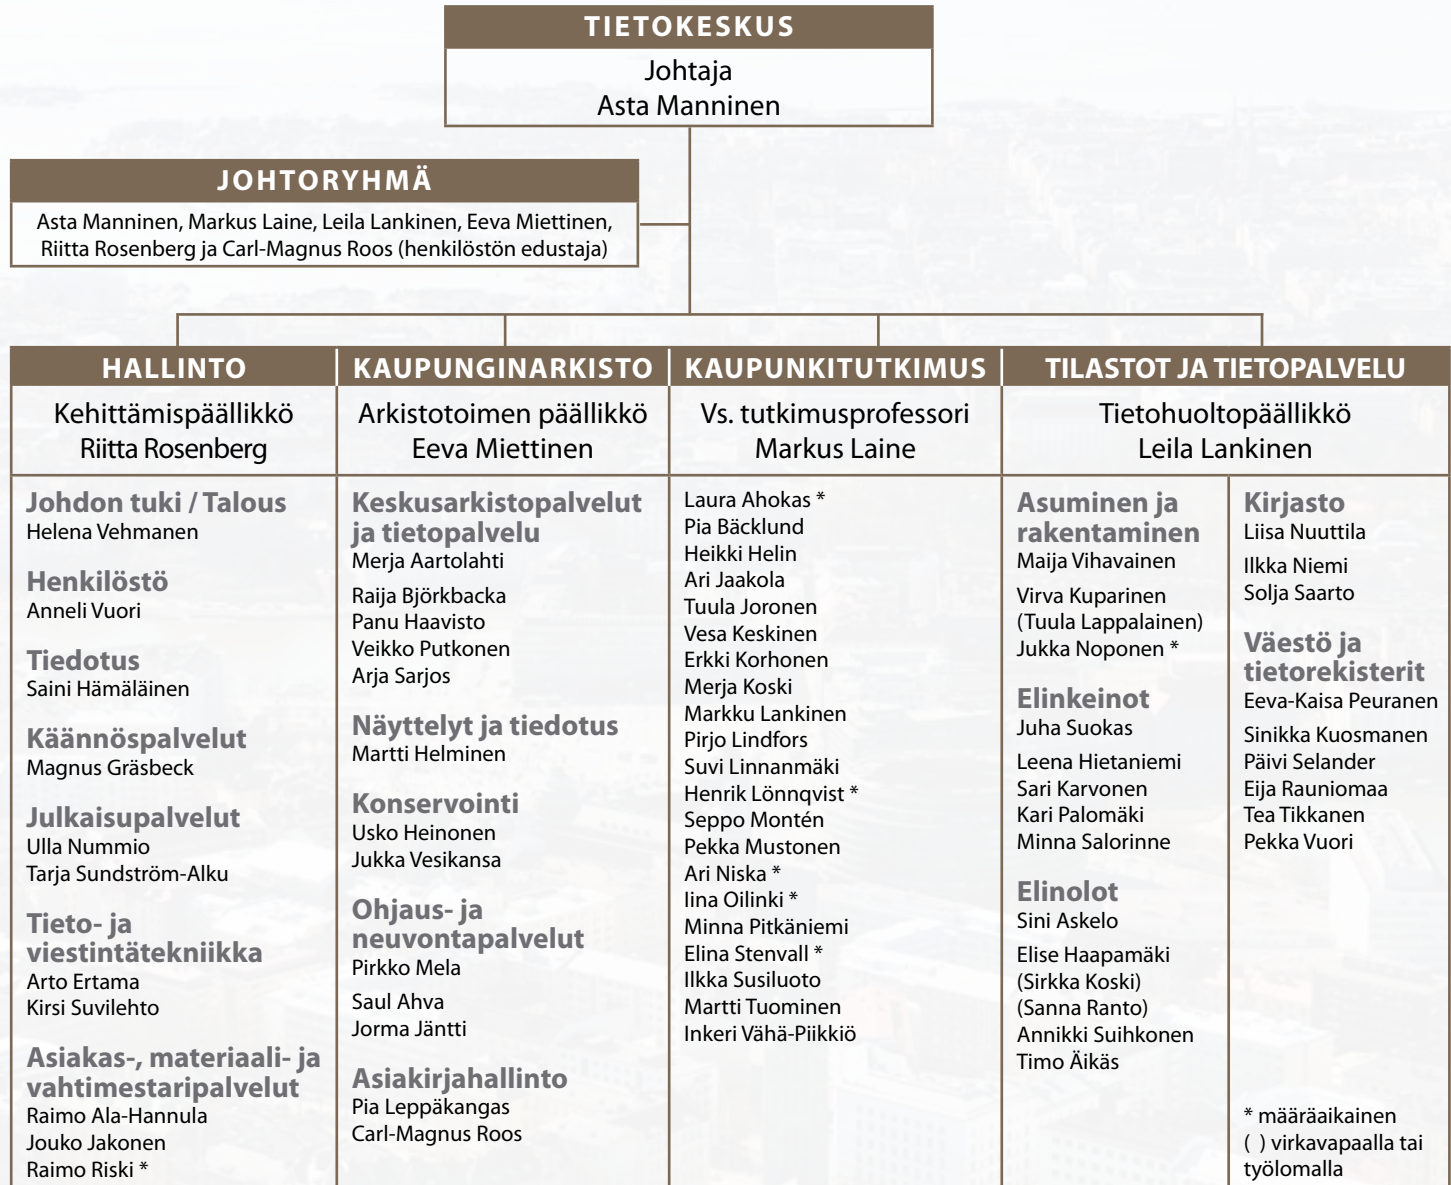 TIETOKESKUS
Johtaja
Asta Manninen
JOHTORYHMÄ
Asta Manninen, Markus Laine, Leila Lankinen, Eeva Miettinen,
Riitta Rosenberg ja Carl-Magnus Roos (henkilöstön edustaja)
HALLINTO
Kehittämispäällikkö
Riitta Rosenberg
Johdon tuki / Talous
Helena Vehmanen
Henkilöstö
Anneli Vuori
Tiedotus
Saini Hämäläinen
Käännöspalvelut
Magnus Gräsbeck
Julkaisupalvelut
Ulla Nummio
Tarja Sundström-Alku
Tieto- ja
viestintätekniikka
Arto Ertama
Kirsi Suvilehto
Asiakas-, materiaali- ja
vahtimestaripalvelut
Raimo Ala-Hannula
Jouko Jakonen
Raimo Riski *
KAUPUNGINARKISTO
Arkistotoimen päällikkö
Eeva Miettinen
Keskusarkistopalvelut
ja tietopalvelu
Merja Aartolahti
Raija Björkbacka
Panu Haavisto
Veikko Putkonen
Arja Sarjos
Näyttelyt ja tiedotus
Martti Helminen
Konservointi
Usko Heinonen
Jukka Vesikansa
Ohjaus- ja
neuvontapalvelut
Pirkko Mela
Saul Ahva
Jorma Jäntti
Asiakirjahallinto
Pia Leppäkangas
Carl-Magnus Roos
KAUPUNKITUTKIMUS
Vs. tutkimusprofessori
Markus Laine
Laura Ahokas *
Pia Bäcklund
Heikki Helin
Ari Jaakola
Tuula Joronen
Vesa Keskinen
Erkki Korhonen
Merja Koski
Markku Lankinen
Pirjo Lindfors
Suvi Linnanmäki
Henrik Lönnqvist *
Seppo Montén
Pekka Mustonen
Ari Niska *
Iina Oilinki *
Minna Pitkäniemi
Elina Stenvall *
Ilkka Susiluoto
Martti Tuominen
Inkeri Vähä-Piikkiö
TILASTOT JA TIETOPALVELU
Tietohuoltopäällikkö
Leila Lankinen
Asuminen ja
rakentaminen
Maija Vihavainen
Virva Kuparinen
(Tuula Lappalainen)
Jukka Noponen *
Elinkeinot
Juha Suokas
Leena Hietaniemi
Sari Karvonen
Kari Palomäki
Minna Salorinne
Elinolot
Sini Askelo
Elise Haapamäki
(Sirkka Koski)
(Sanna Ranto)
Annikki Suihkonen
Timo Äikäs
Kirjasto
Liisa Nuuttila
Ilkka Niemi
Solja Saarto
Väestö ja
tietorekisterit
Eeva-Kaisa Peuranen
Sinikka Kuosmanen
Päivi Selander
Eija Rauniomaa
Tea Tikkanen
Pekka Vuori
* määräaikainen
( ) virkavapaalla tai
työlomalla